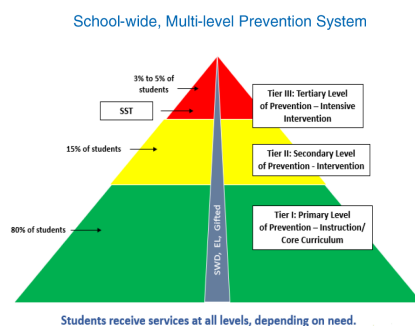 School-wide, Multi-level Prevention System
3% to 5% of
students
SST
15% of students
80% of students
Tier III: Tertiary Level
of Prevention – Intensive
Intervention
Tier II: Secondary Level
of Prevention - Intervention
Tier I: Primary Level
of Prevention – Instruction/
Core Curriculum
SWD, EL, Gifted
Students receive services at all levels, depending on need.